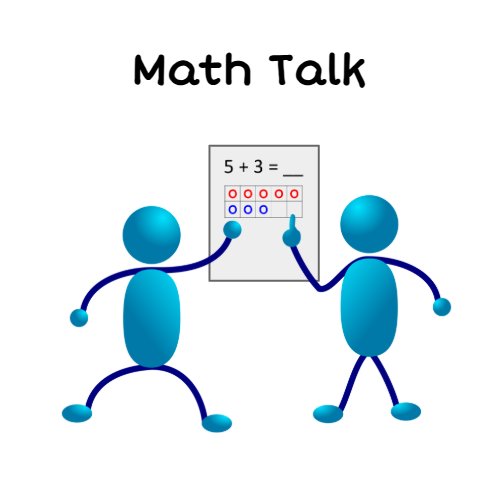 Math Talk
5 + 3 = __
O O O O O
O O O